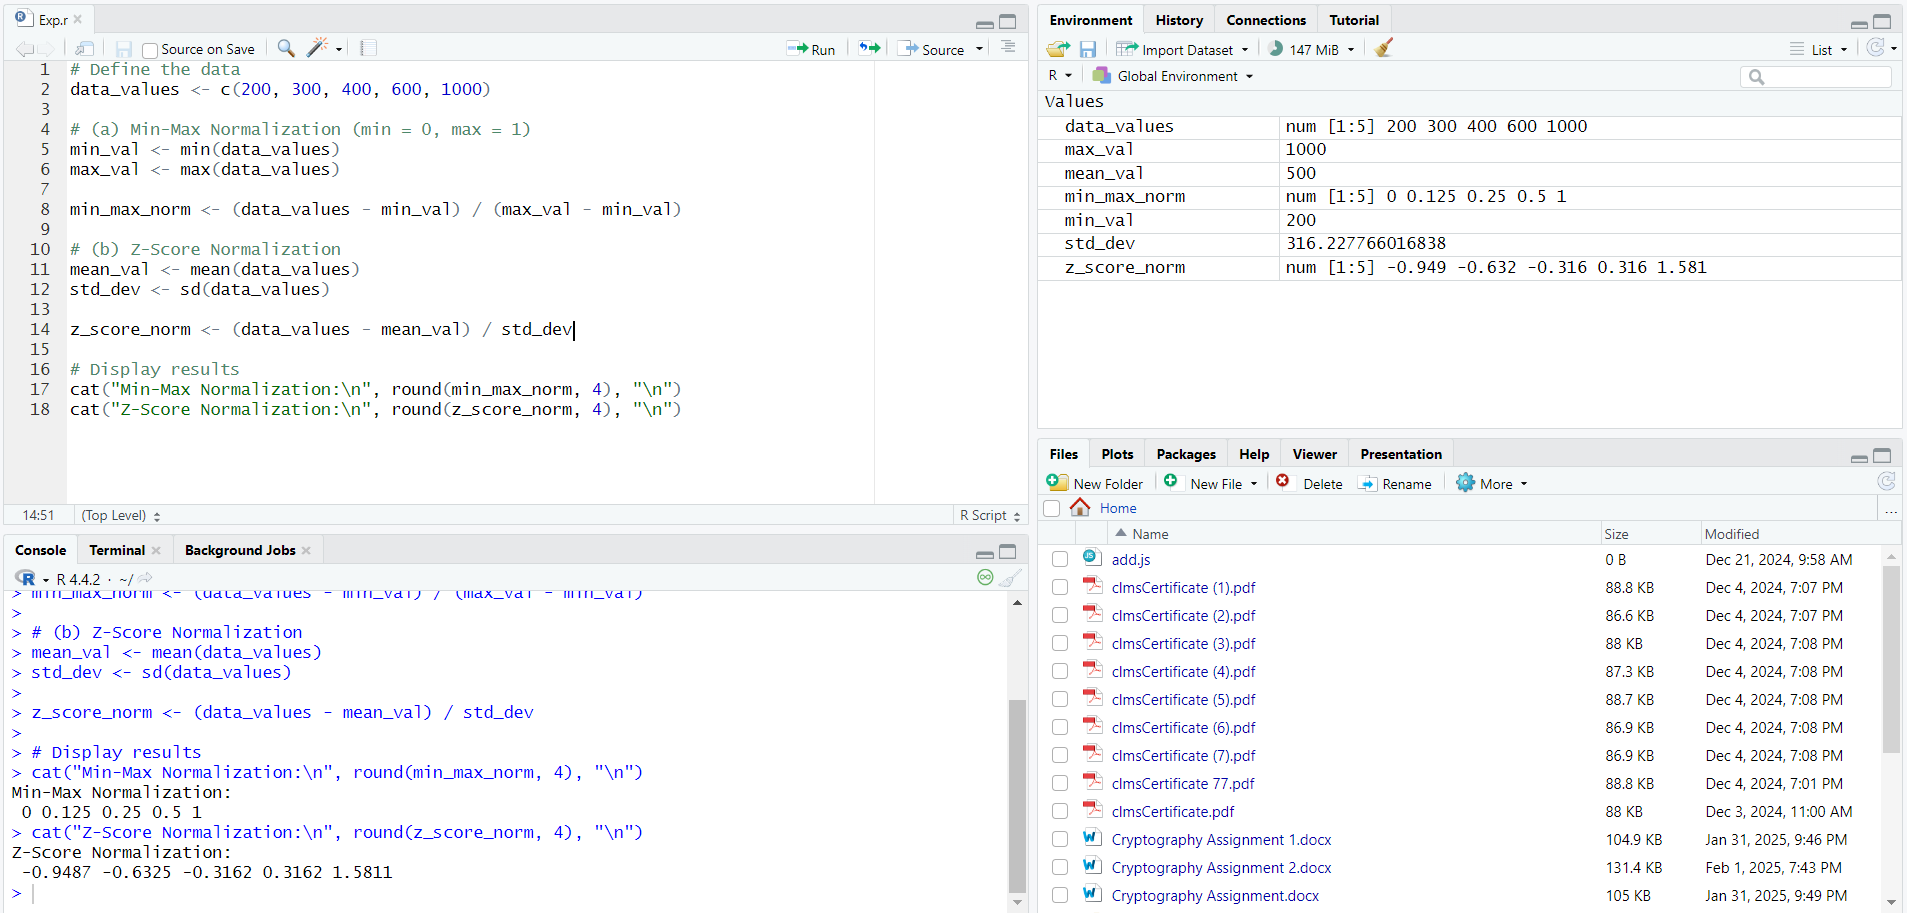 Exp.r
Source on Save
Run
Source
1 # Define the data
2 data_values <- c(200, 300, 400, 600, 1000)
3
4 # (a) Min-Max Normalization (min = 0, max = 1)
5 min_val <- min(data_values)
6 max_val <- max(data_values)
7
8 min_max_norm <- (data_values - min_val) / (max_val - min_val)
9
10 # (b) Z-Score Normalization
11 mean_val <- mean(data_values)
12 std_dev <- sd(data_values)
13
14 z_score_norm <- (data_values - mean_val) / std_dev
15
16 # Display results
17 cat("Min-Max Normalization:\n", round(min_max_norm, 4), "\n")
18 cat("Z-Score Normalization:\n", round(z_score_norm, 4), "\n")
14:51 (Top Level) R Script
Console Terminal Background Jobs
R 4.4.2 · ~/
> min_max_norm <- (data_values - min_val) / (max_val - min_val)
>
> # (b) Z-Score Normalization
> mean_val <- mean(data_values)
> std_dev <- sd(data_values)
>
> z_score_norm <- (data_values - mean_val) / std_dev
>
> # Display results
> cat("Min-Max Normalization:\n", round(min_max_norm, 4), "\n")
Min-Max Normalization:
0 0.125 0.25 0.5 1
> cat("Z-Score Normalization:\n", round(z_score_norm, 4), "\n")
Z-Score Normalization:
-0.9487 -0.6325 -0.3162 0.3162 1.5811
>
Environment History Connections Tutorial
Import Dataset 147 MiB List
R Global Environment
Values
data_values num [1:5] 200 300 400 600 1000
max_val 1000
mean_val 500
min_max_norm num [1:5] 0 0.125 0.25 0.5 1
min_val 200
std_dev 316.227766016838
z_score_norm num [1:5] -0.949 -0.632 -0.316 0.316 1.581
Files Plots Packages Help Viewer Presentation
New Folder New File Delete Rename More
Home ...
Name Size Modified
add.js 0 B Dec 21, 2024, 9:58 AM
clmsCertificate (1).pdf 88.8 KB Dec 4, 2024, 7:07 PM
clmsCertificate (2).pdf 86.6 KB Dec 4, 2024, 7:07 PM
clmsCertificate (3).pdf 88 KB Dec 4, 2024, 7:08 PM
clmsCertificate (4).pdf 87.3 KB Dec 4, 2024, 7:08 PM
clmsCertificate (5).pdf 88.7 KB Dec 4, 2024, 7:08 PM
clmsCertificate (6).pdf 86.9 KB Dec 4, 2024, 7:08 PM
clmsCertificate (7).pdf 86.9 KB Dec 4, 2024, 7:08 PM
clmsCertificate 77.pdf 88.8 KB Dec 4, 2024, 7:01 PM
clmsCertificate.pdf 88 KB Dec 3, 2024, 11:00 AM
Cryptography Assignment 1.docx 104.9 KB Jan 31, 2025, 9:46 PM
Cryptography Assignment 2.docx 131.4 KB Feb 1, 2025, 7:43 PM
Cryptography Assignment.docx 105 KB Jan 31, 2025, 9:49 PM